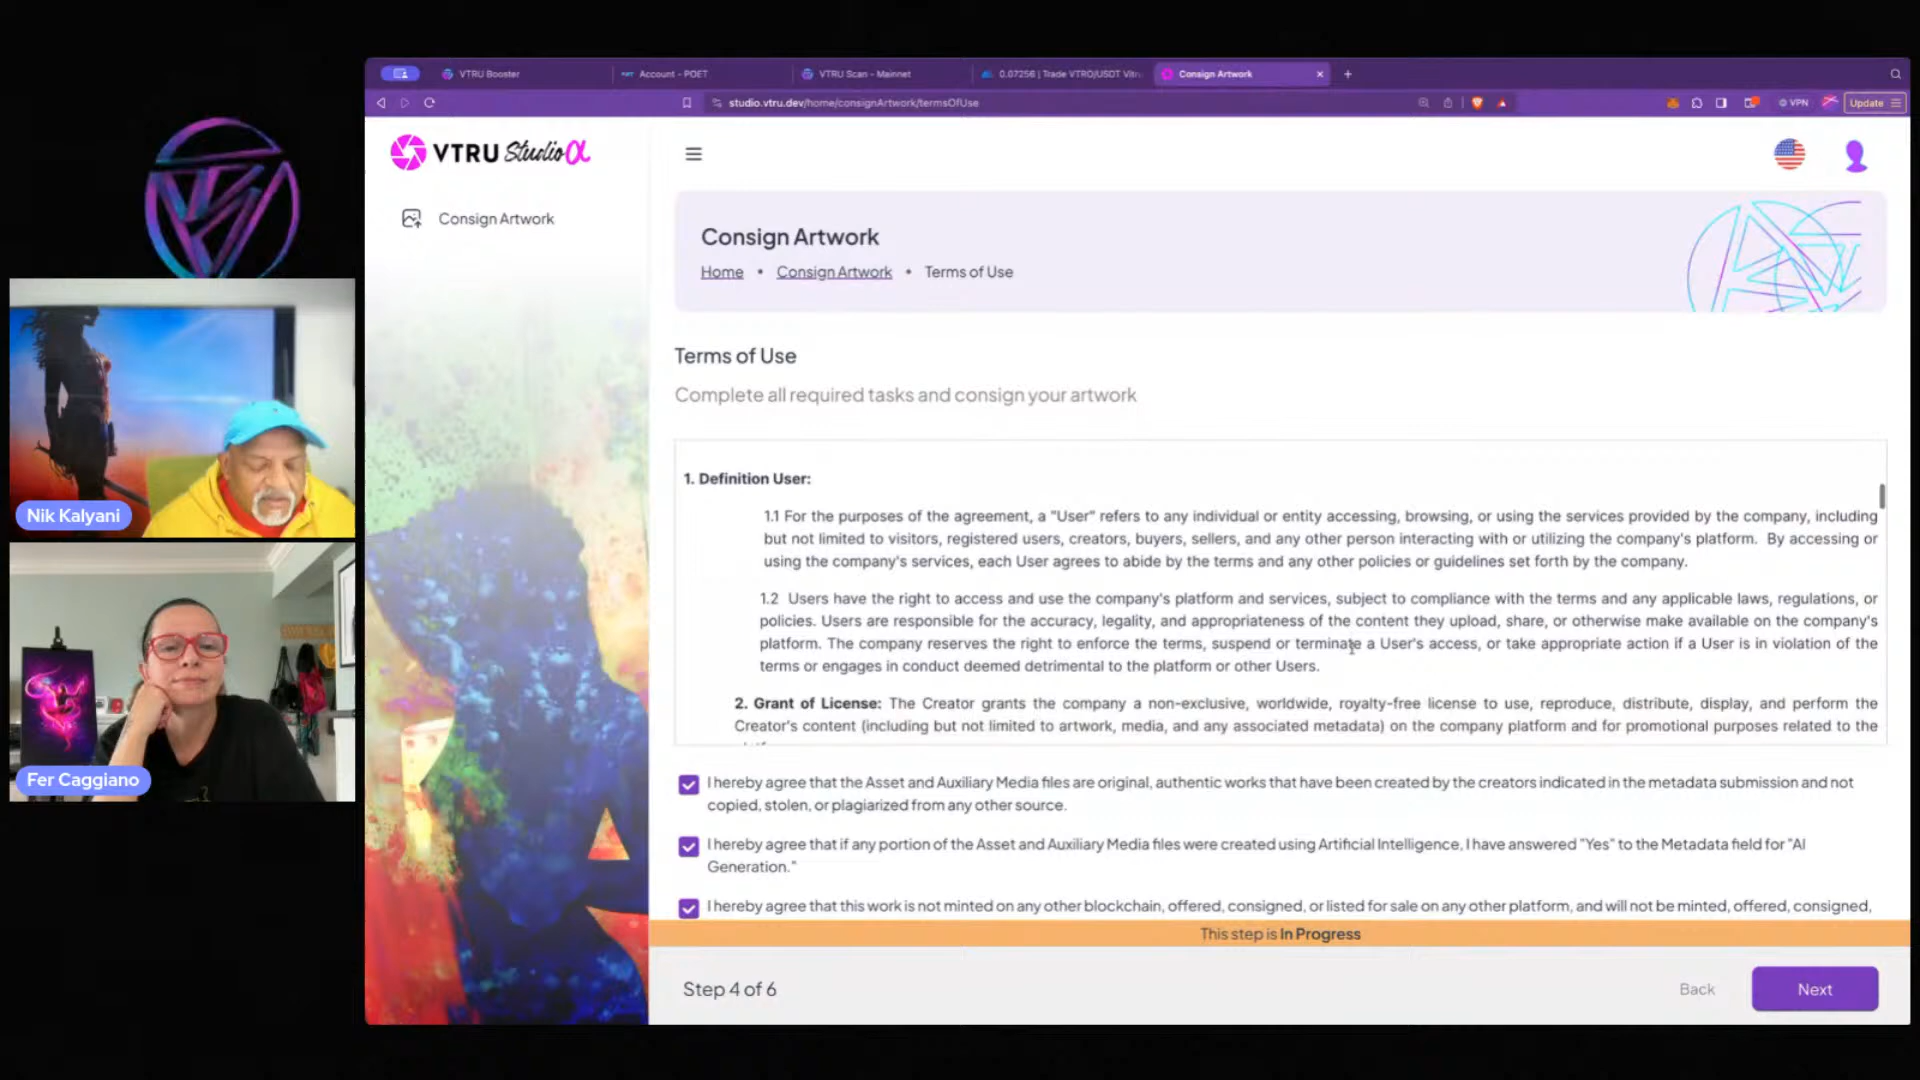 VTRU Booster
Account - POET
VTRU Scan - Mainnet
0.07256 | Trade VTRO/USDT Vitru
Consign Artwork
studio.vtru.dev/home/consignArtwork/termsOfUse
VPN
Update
VTRU Studio α
Consign Artwork
Consign Artwork
Home • Consign Artwork • Terms of Use
Terms of Use
Complete all required tasks and consign your artwork
1. Definition User:
1.1 For the purposes of the agreement, a "User" refers to any individual or entity accessing, browsing, or using the services provided by the company, including
but not limited to visitors, registered users, creators, buyers, sellers, and any other person interacting with or utilizing the company's platform. By accessing or
using the company's services, each User agrees to abide by the terms and any other policies or guidelines set forth by the company.
1.2 Users have the right to access and use the company's platform and services, subject to compliance with the terms and any applicable laws, regulations, or
policies. Users are responsible for the accuracy, legality, and appropriateness of the content they upload, share, or otherwise make available on the company's
platform. The company reserves the right to enforce the terms, suspend or terminate a User's access, or take appropriate action if a User is in violation of the
terms or engages in conduct deemed detrimental to the platform or other Users.
2. Grant of License: The Creator grants the company a non-exclusive, worldwide, royalty-free license to use, reproduce, distribute, display, and perform the
Creator's content (including but not limited to artwork, media, and any associated metadata) on the company platform and for promotional purposes related to the
I hereby agree that the Asset and Auxiliary Media files are original, authentic works that have been created by the creators indicated in the metadata submission and not
copied, stolen, or plagiarized from any other source.
I hereby agree that if any portion of the Asset and Auxiliary Media files were created using Artificial Intelligence, I have answered "Yes" to the Metadata field for "AI
Generation."
I hereby agree that this work is not minted on any other blockchain, offered, consigned, or listed for sale on any other platform, and will not be minted, offered, consigned,
This step is In Progress
Step 4 of 6
Back
Next
Nik Kalyani
Fer Caggiano